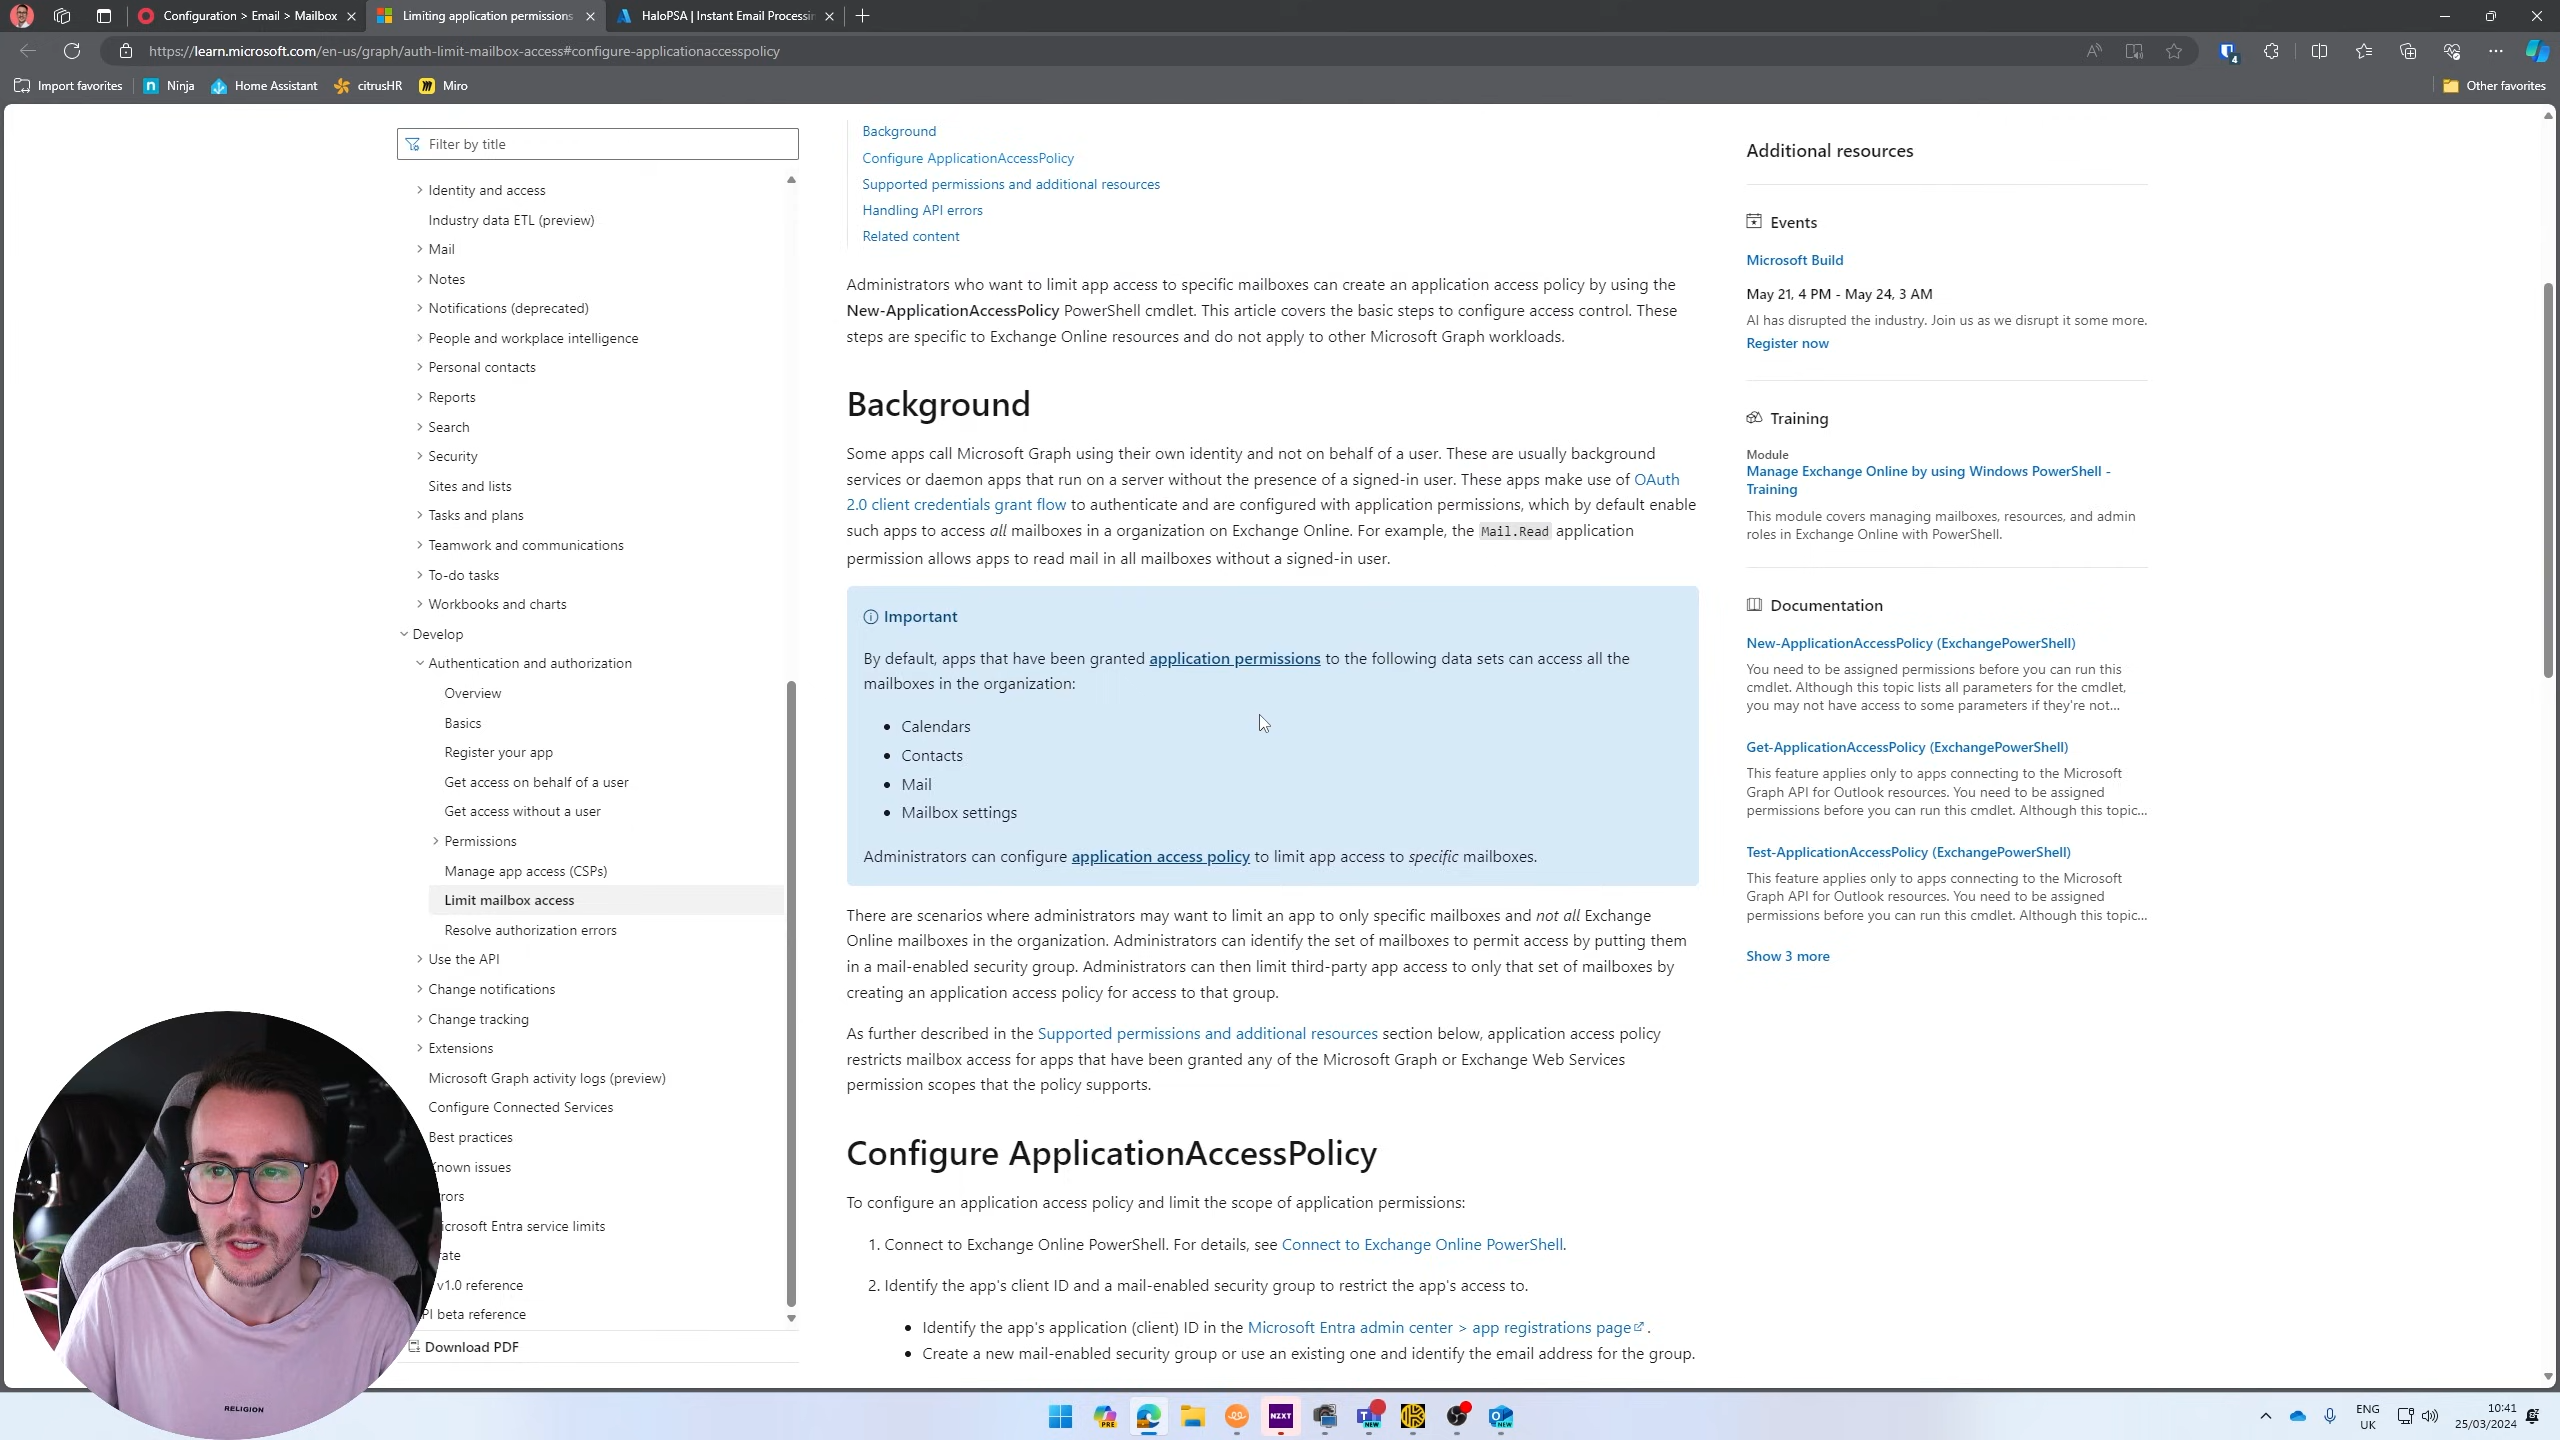 Configuration > Email > Mailbox
Limiting application permissions
HaloPSA | Instant Email Processin
https://learn.microsoft.com/en-us/graph/auth-limit-mailbox-access#configure-applicationaccesspolicy
4
Import favorites
Ninja
Home Assistant
citrusHR
Miro
Other favorites
Filter by title
Identity and access
Industry data ETL (preview)
Mail
Notes
Notifications (deprecated)
People and workplace intelligence
Personal contacts
Reports
Search
Security
Sites and lists
Tasks and plans
Teamwork and communications
To-do tasks
Workbooks and charts
Develop
Authentication and authorization
Overview
Basics
Register your app
Get access on behalf of a user
Get access without a user
Permissions
Manage app access (CSPs)
Limit mailbox access
Resolve authorization errors
Use the API
Change notifications
Change tracking
Extensions
Microsoft Graph activity logs (preview)
Configure Connected Services
Best practices
Known issues
rrors
icrosoft Entra service limits
rate
v1.0 reference
PI beta reference
Download PDF
Background
Configure ApplicationAccessPolicy
Supported permissions and additional resources
Handling API errors
Related content
Administrators who want to limit app access to specific mailboxes can create an application access policy by using the
New-ApplicationAccessPolicy PowerShell cmdlet. This article covers the basic steps to configure access control. These
steps are specific to Exchange Online resources and do not apply to other Microsoft Graph workloads.
Background
Some apps call Microsoft Graph using their own identity and not on behalf of a user. These are usually background
services or daemon apps that run on a server without the presence of a signed-in user. These apps make use of OAuth
2.0 client credentials grant flow to authenticate and are configured with application permissions, which by default enable
such apps to access all mailboxes in a organization on Exchange Online. For example, the Mail.Read application
permission allows apps to read mail in all mailboxes without a signed-in user.
Important
By default, apps that have been granted application permissions to the following data sets can access all the
mailboxes in the organization:
• Calendars
• Contacts
• Mail
• Mailbox settings
Administrators can configure application access policy to limit app access to specific mailboxes.
There are scenarios where administrators may want to limit an app to only specific mailboxes and not all Exchange
Online mailboxes in the organization. Administrators can identify the set of mailboxes to permit access by putting them
in a mail-enabled security group. Administrators can then limit third-party app access to only that set of mailboxes by
creating an application access policy for access to that group.
As further described in the Supported permissions and additional resources section below, application access policy
restricts mailbox access for apps that have been granted any of the Microsoft Graph or Exchange Web Services
permission scopes that the policy supports.
Configure ApplicationAccessPolicy
To configure an application access policy and limit the scope of application permissions:
1. Connect to Exchange Online PowerShell. For details, see Connect to Exchange Online PowerShell.
2. Identify the app's client ID and a mail-enabled security group to restrict the app's access to.
• Identify the app's application (client) ID in the Microsoft Entra admin center > app registrations page .
• Create a new mail-enabled security group or use an existing one and identify the email address for the group.
Additional resources
Events
Microsoft Build
May 21, 4 PM - May 24, 3 AM
AI has disrupted the industry. Join us as we disrupt it some more.
Register now
Training
Module
Manage Exchange Online by using Windows PowerShell -
Training
This module covers managing mailboxes, resources, and admin
roles in Exchange Online with PowerShell.
Documentation
New-ApplicationAccessPolicy (ExchangePowerShell)
You need to be assigned permissions before you can run this
cmdlet. Although this topic lists all parameters for the cmdlet,
you may not have access to some parameters if they're not...
Get-ApplicationAccessPolicy (ExchangePowerShell)
This feature applies only to apps connecting to the Microsoft
Graph API for Outlook resources. You need to be assigned
permissions before you can run this cmdlet. Although this topic...
Test-ApplicationAccessPolicy (ExchangePowerShell)
This feature applies only to apps connecting to the Microsoft
Graph API for Outlook resources. You need to be assigned
permissions before you can run this cmdlet. Although this topic...
Show 3 more
RELIGION
PRE
NZXT
NEW
NEW
ENG
UK
10:41
25/03/2024